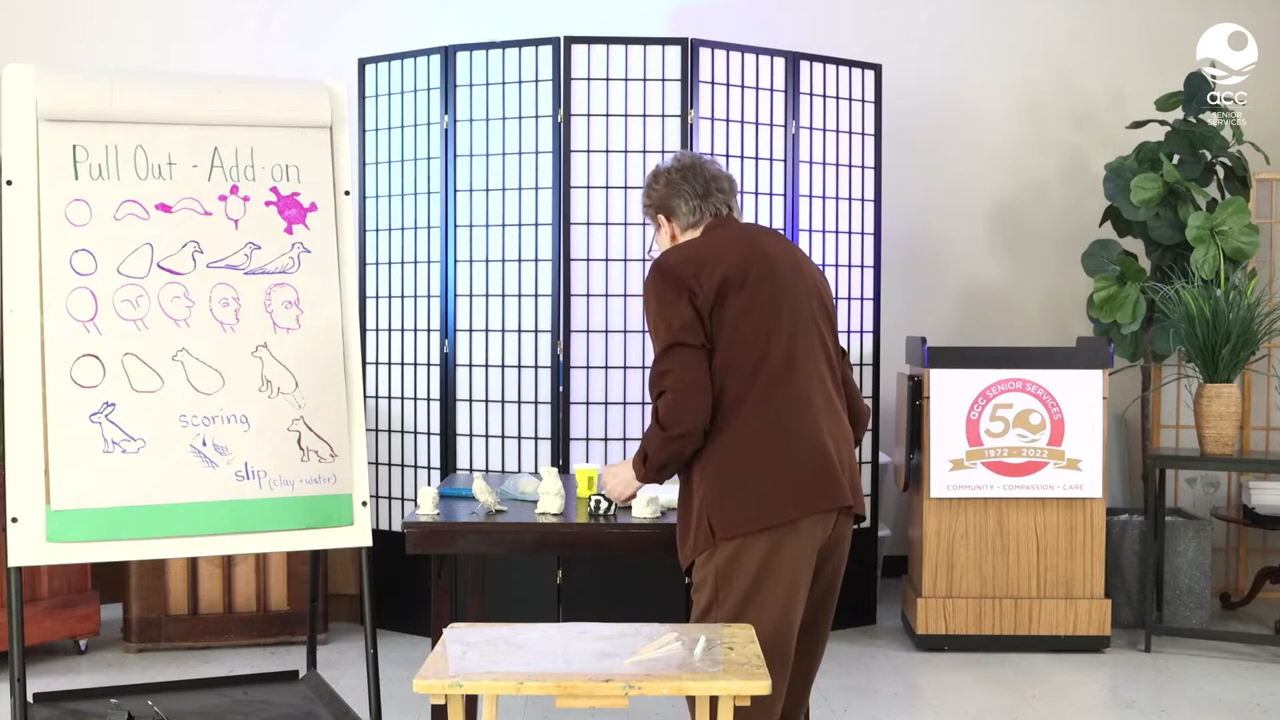 Pull Out - Add-on
scoring
slip (clay + water)
acc
SENIOR
SERVICES
ACC SENIOR SERVICES
50
1972 - 2022
COMMUNITY • COMPASSION • CARE